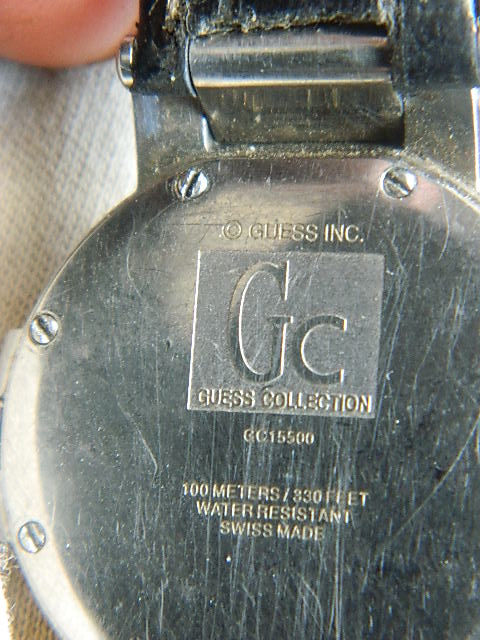 © GUESS INC.
Gc
GUESS COLLECTION
GC15500
100 METERS / 330 FEET
WATER RESISTANT
SWISS MADE